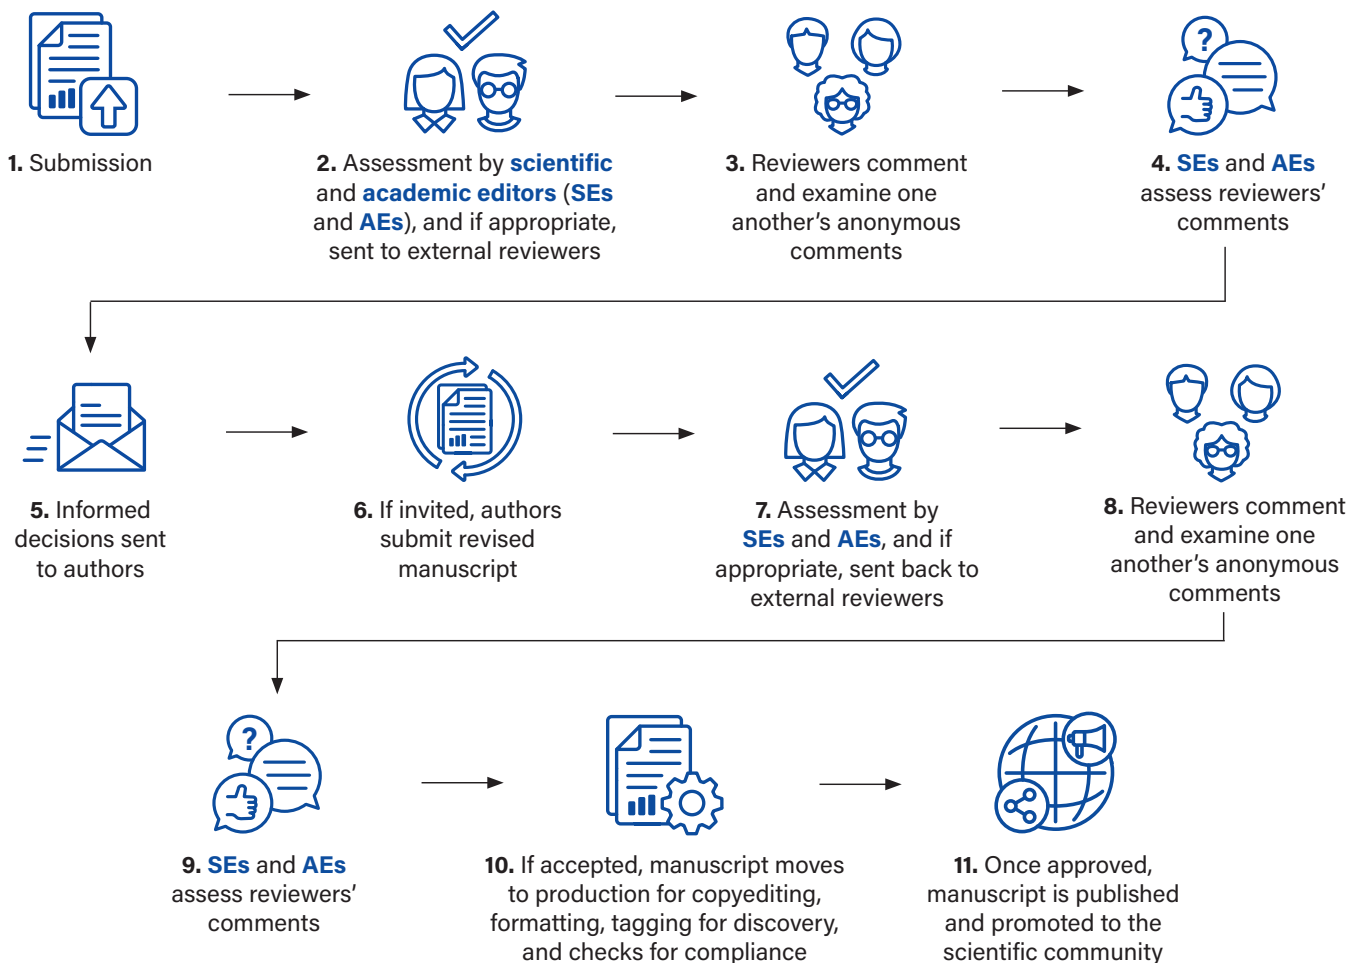 1. Submission
2. Assessment by scientific
and academic editors (SEs
and AEs), and if appropriate,
sent to external reviewers
3. Reviewers comment
and examine one
another’s anonymous
comments
4. SEs and AEs
assess reviewers’
comments
5. Informed
decisions sent
to authors
6. If invited, authors
submit revised
manuscript
7. Assessment by
SEs and AEs, and if
appropriate, sent back to
external reviewers
8. Reviewers comment
and examine one
another’s anonymous
comments
9. SEs and AEs
assess reviewers’
comments
10. If accepted, manuscript moves
to production for copyediting,
formatting, tagging for discovery,
and checks for compliance
11. Once approved,
manuscript is published
and promoted to the
scientific community